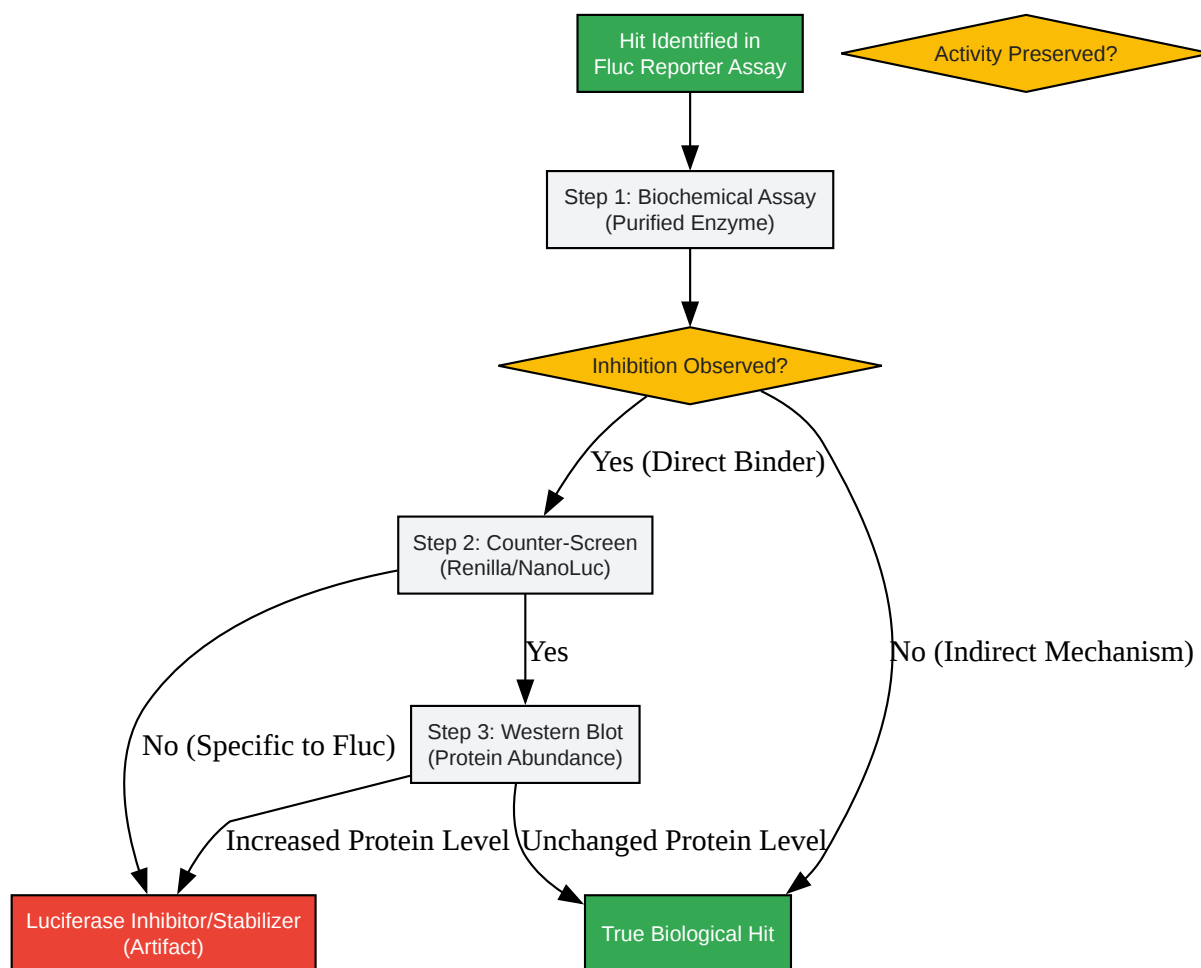 Hit Identified in
Fluc Reporter Assay
Activity Preserved?
Step 1: Biochemical Assay
(Purified Enzyme)
Inhibition Observed?
Yes (Direct Binder)
Step 2: Counter-Screen
(Renilla/NanoLuc)
Yes
No (Indirect Mechanism)
Step 3: Western Blot
(Protein Abundance)
No (Specific to Fluc)
Increased Protein Level
Unchanged Protein Level
Luciferase Inhibitor/Stabilizer
(Artifact)
True Biological Hit